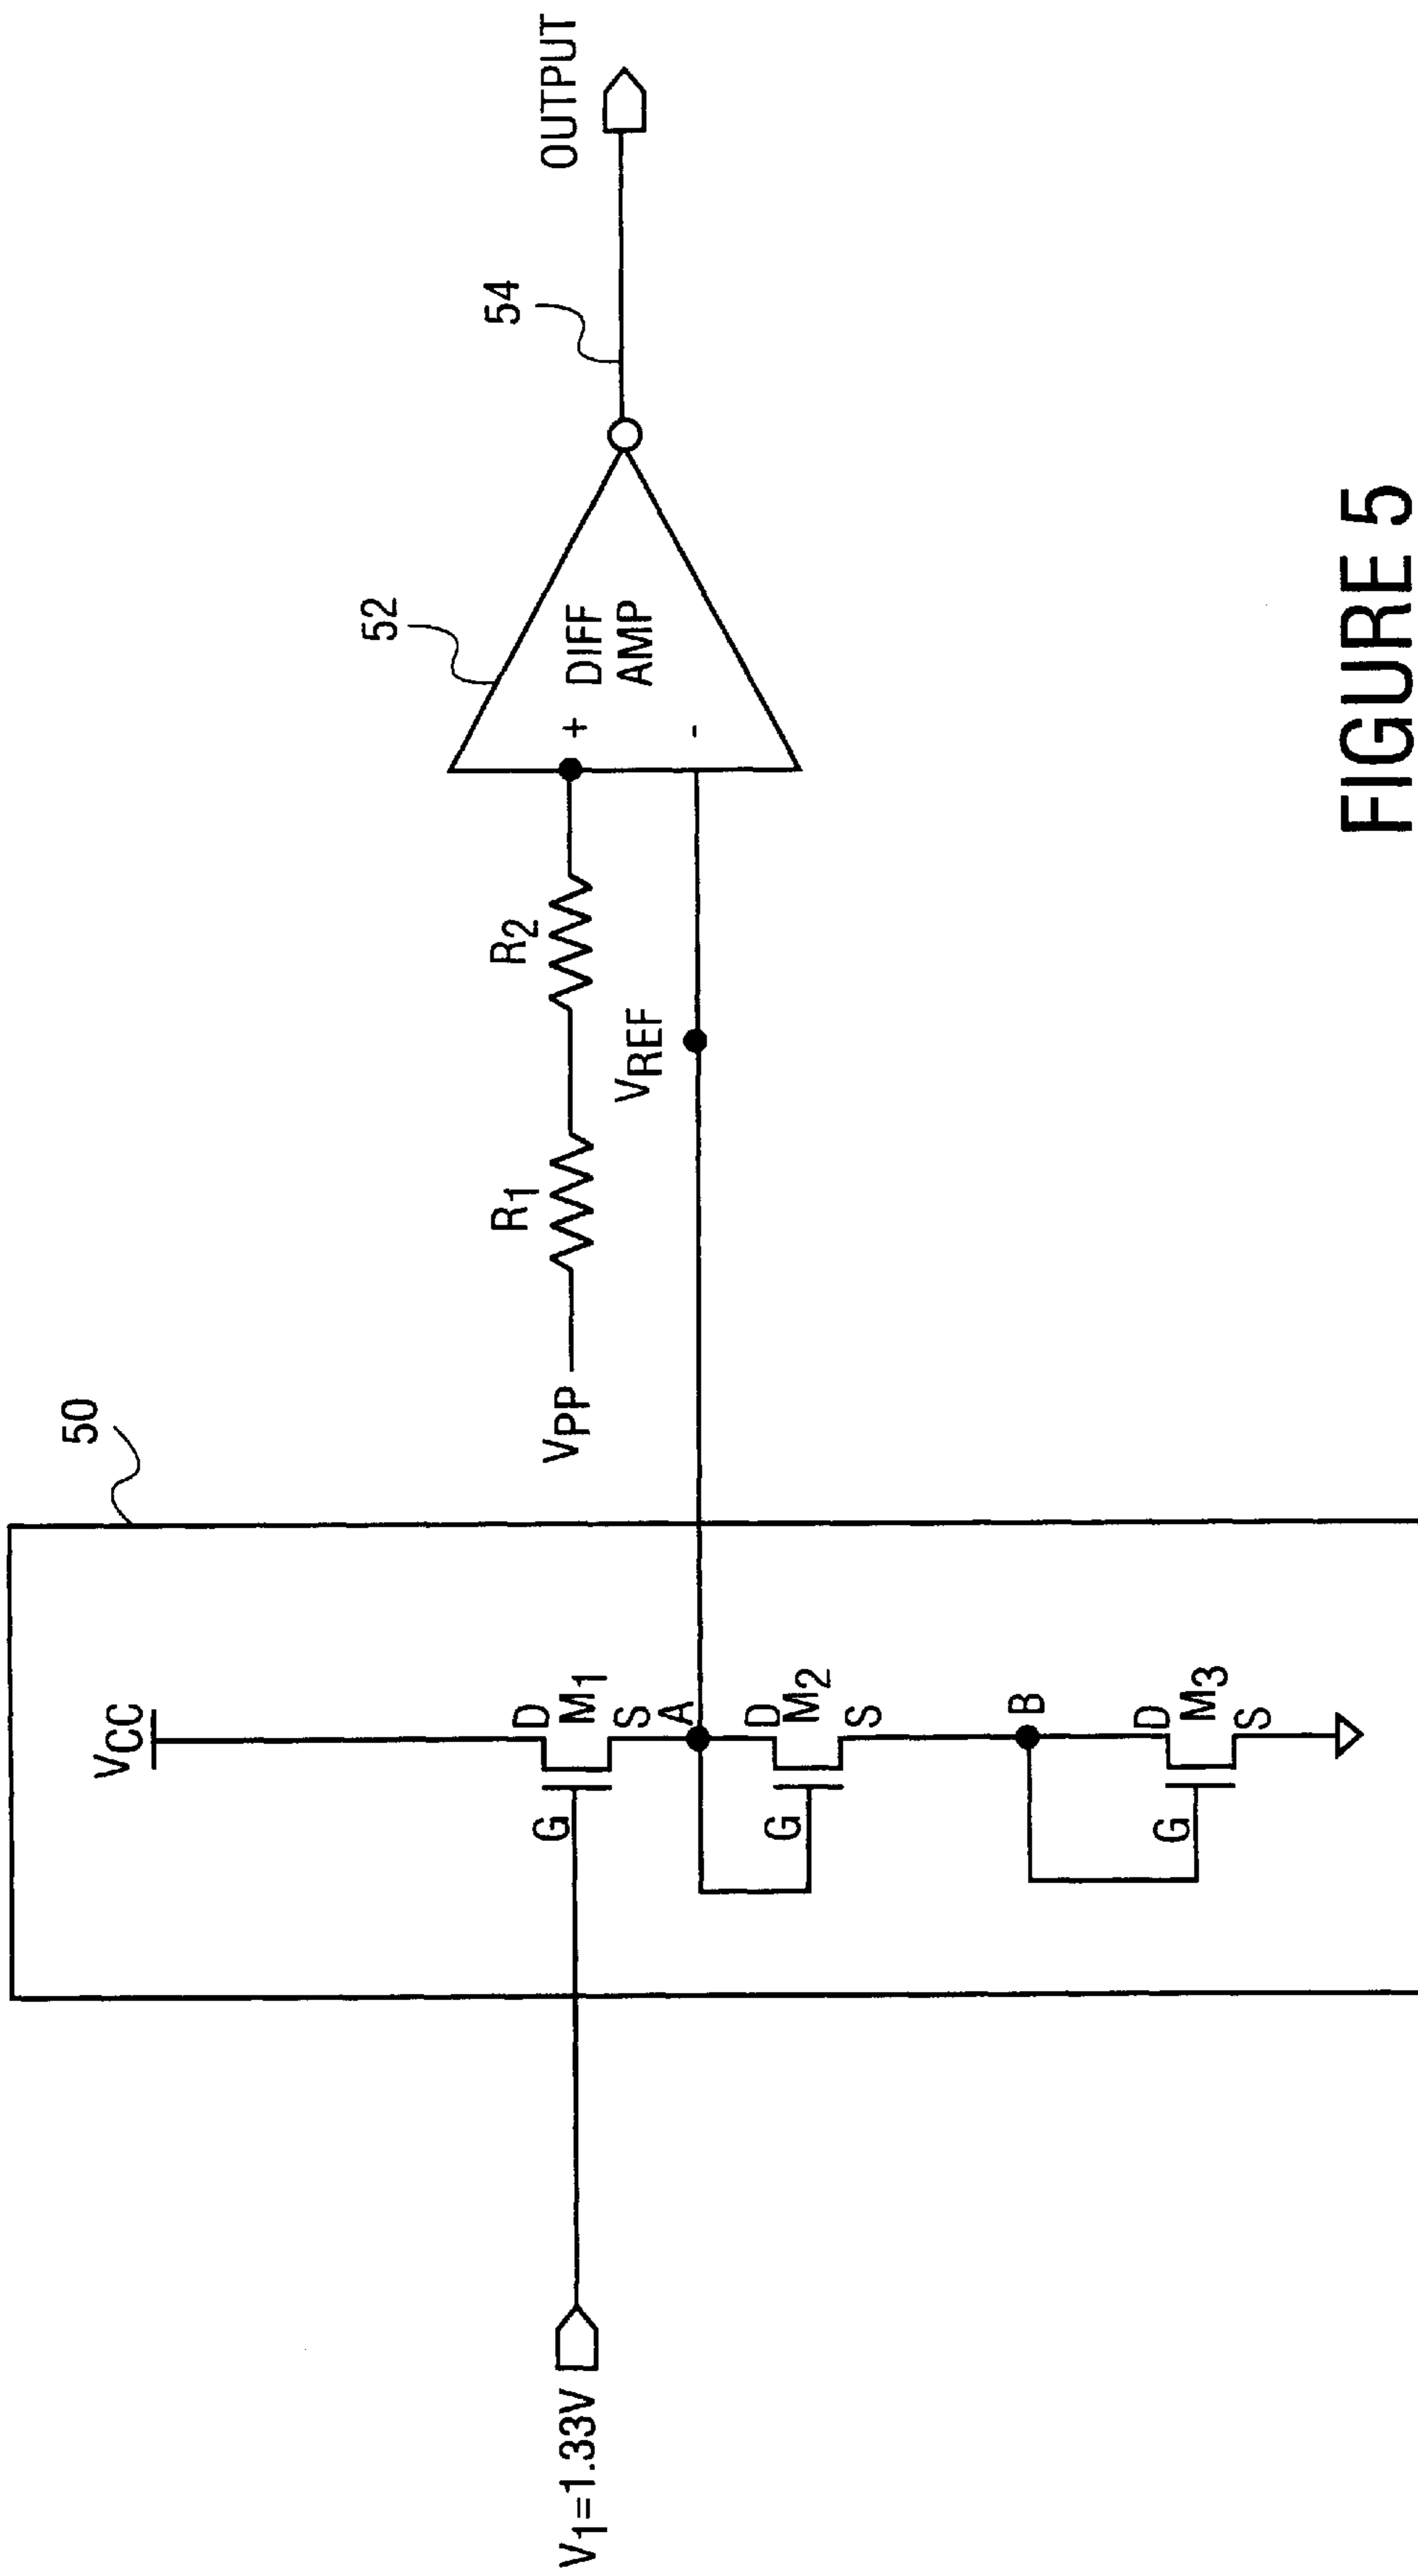 50
52
54
VCC
D
M1
G
S
A
D
M2
G
S
B
D
M3
G
S
V1=1.33V
VPP
R1
R2
VREF
+
-
DIFF
AMP
OUTPUT
FIGURE 5